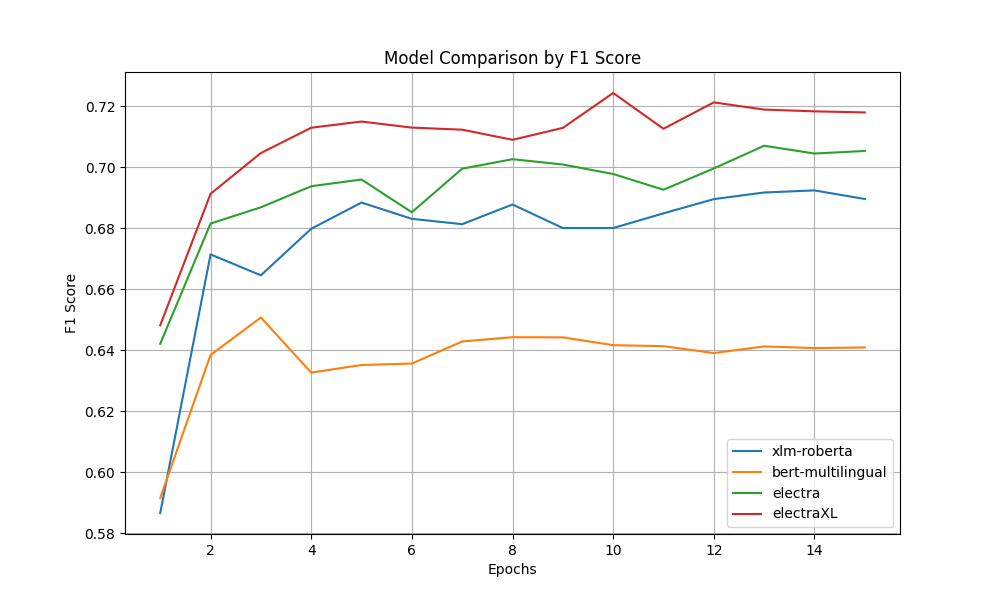 Model Comparison by F1 Score
F1 Score
0.72
0.70
0.68
0.66
0.64
0.62
0.60
0.58
2 4 6 8 10 12 14
Epochs
xlm-roberta
bert-multilingual
electra
electraXL